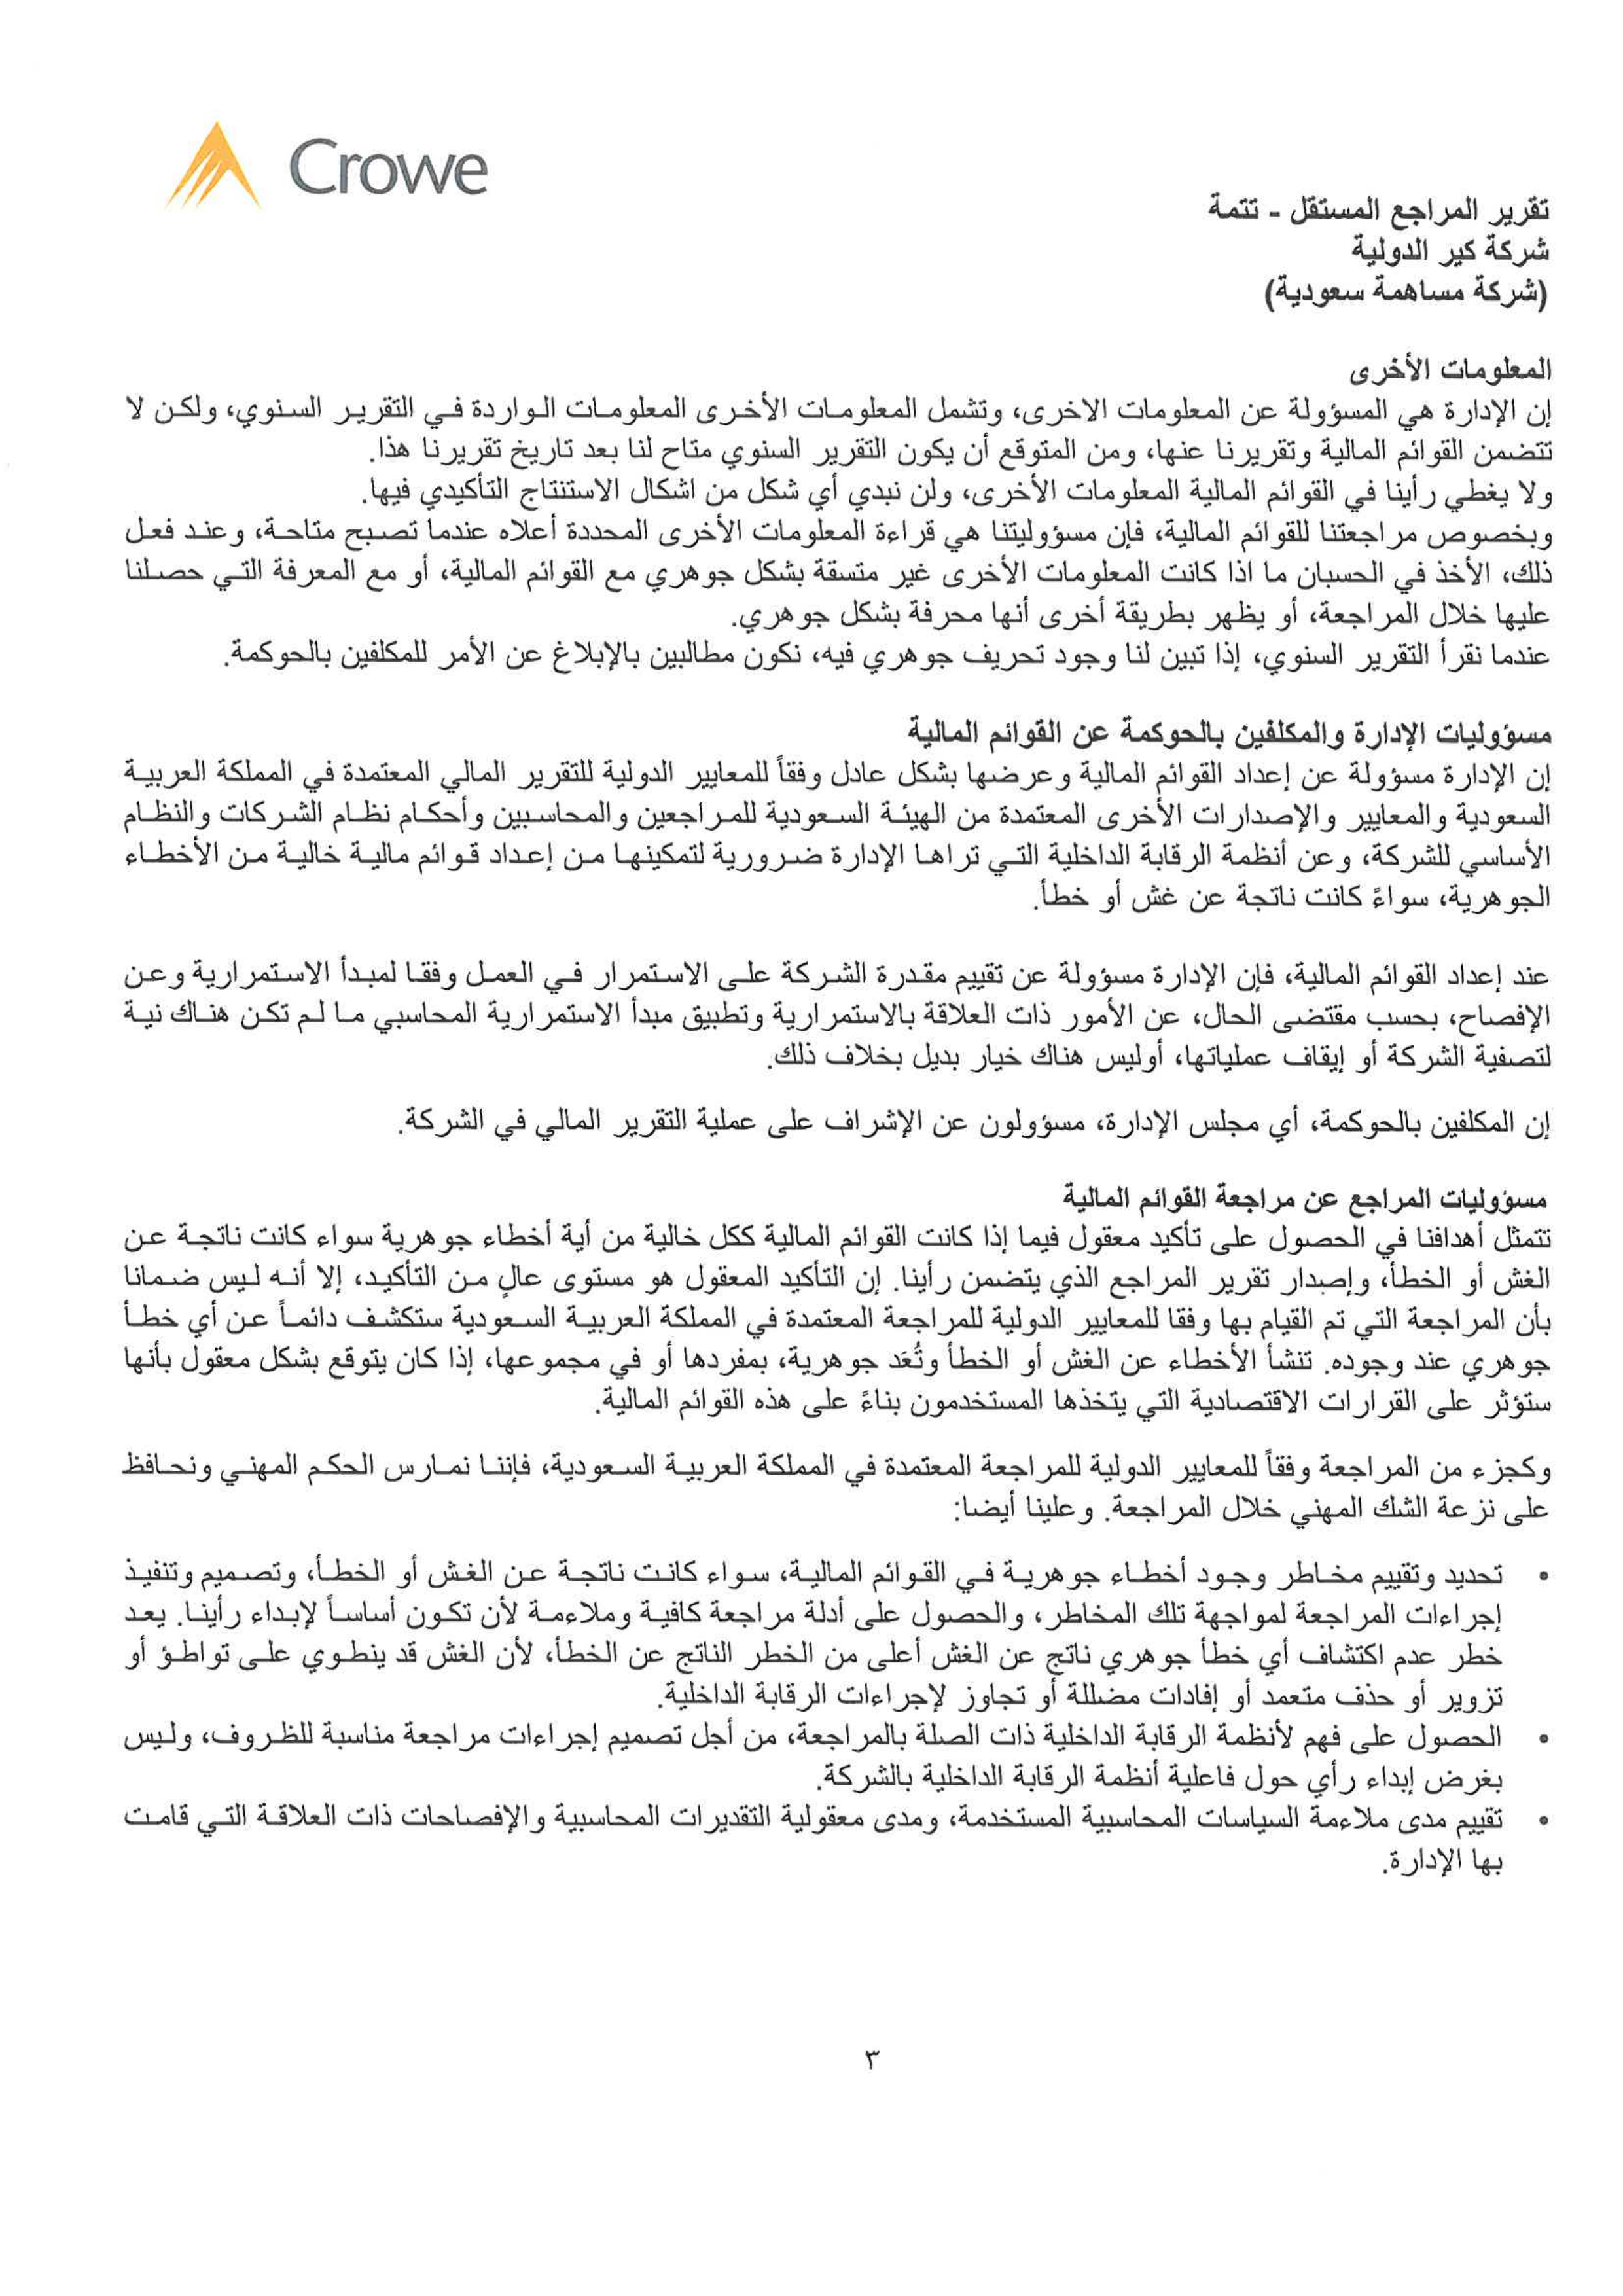 Crowe
تقرير المراجع المستقل - تتمة
شركة كير الدولية
(شركة مساهمة سعودية)
المعلومات الأخرى
إن الإدارة هي المسؤولة عن المعلومات الاخرى، وتشمل المعلومات الأخرى المعلومات الواردة في التقرير السنوي، ولكن لا
تتضمن القوائم المالية وتقريرنا عنها، ومن المتوقع أن يكون التقرير السنوي متاح لنا بعد تاريخ تقريرنا هذا.
ولا يغطي رأينا في القوائم المالية المعلومات الأخرى، ولن نبدي أي شكل من اشكال الاستنتاج التأكيدي فيها.
وبخصوص مراجعتنا للقوائم المالية، فإن مسؤوليتنا هي قراءة المعلومات الأخرى المحددة أعلاه عندما تصبح متاحة، وعند فعل
ذلك، الأخذ في الحسبان ما اذا كانت المعلومات الأخرى غير متسقة بشكل جوهري مع القوائم المالية، أو مع المعرفة التي حصلنا
عليها خلال المراجعة، أو يظهر بطريقة أخرى أنها محرفة بشكل جوهري.
عندما نقرأ التقرير السنوي، إذا تبين لنا وجود تحريف جوهري فيه، نكون مطالبين بالإبلاغ عن الأمر للمكلفين بالحوكمة.
مسؤوليات الإدارة والمكلفين بالحوكمة عن القوائم المالية
إن الإدارة مسؤولة عن إعداد القوائم المالية وعرضها بشكل عادل وفقاً للمعايير الدولية للتقرير المالي المعتمدة في المملكة العربية
السعودية والمعايير والإصدارات الأخرى المعتمدة من الهيئة السعودية للمراجعين والمحاسبين وأحكام نظام الشركات والنظام
الأساسي للشركة، وعن أنظمة الرقابة الداخلية التي تراها الإدارة ضرورية لتمكينها من إعداد قوائم مالية خالية من الأخطاء
الجوهرية، سواءً كانت ناتجة عن غش أو خطأ.
عند إعداد القوائم المالية، فإن الإدارة مسؤولة عن تقييم مقدرة الشركة على الاستمرار في العمل وفقا لمبدأ الاستمرارية وعن
الإفصاح، بحسب مقتضى الحال، عن الأمور ذات العلاقة بالاستمرارية وتطبيق مبدأ الاستمرارية المحاسبي ما لم تكن هناك نية
لتصفية الشركة أو إيقاف عملياتها، أوليس هناك خيار بديل بخلاف ذلك.
إن المكلفين بالحوكمة، أي مجلس الإدارة، مسؤولون عن الإشراف على عملية التقرير المالي في الشركة.
مسؤوليات المراجع عن مراجعة القوائم المالية
تتمثل أهدافنا في الحصول على تأكيد معقول فيما إذا كانت القوائم المالية ككل خالية من أية أخطاء جوهرية سواء كانت ناتجة عن
الغش أو الخطأ، وإصدار تقرير المراجع الذي يتضمن رأينا. إن التأكيد المعقول هو مستوى عالٍ من التأكيد، إلا أنه ليس ضمانا
بأن المراجعة التي تم القيام بها وفقا للمعايير الدولية للمراجعة المعتمدة في المملكة العربية السعودية ستكشف دائماً عن أي خطأ
جوهري عند وجوده. تنشأ الأخطاء عن الغش أو الخطأ وتُعَد جوهرية، بمفردها أو في مجموعها، إذا كان يتوقع بشكل معقول بأنها
ستؤثر على القرارات الاقتصادية التي يتخذها المستخدمون بناءً على هذه القوائم المالية.
وكجزء من المراجعة وفقاً للمعايير الدولية للمراجعة المعتمدة في المملكة العربية السعودية، فإننا نمارس الحكم المهني ونحافظ
على نزعة الشك المهني خلال المراجعة. وعلينا أيضا:
• تحديد وتقييم مخاطر وجود أخطاء جوهرية في القوائم المالية، سواء كانت ناتجة عن الغش أو الخطأ، وتصميم وتنفيذ
إجراءات المراجعة لمواجهة تلك المخاطر، والحصول على أدلة مراجعة كافية وملاءمة لأن تكون أساساً لإبداء رأينا. يعد
خطر عدم اكتشاف أي خطأ جوهري ناتج عن الغش أعلى من الخطر الناتج عن الخطأ، لأن الغش قد ينطوي على تواطؤ أو
تزوير أو حذف متعمد أو إفادات مضللة أو تجاوز لإجراءات الرقابة الداخلية.
• الحصول على فهم لأنظمة الرقابة الداخلية ذات الصلة بالمراجعة، من أجل تصميم إجراءات مراجعة مناسبة للظروف، وليس
بغرض إبداء رأي حول فاعلية أنظمة الرقابة الداخلية بالشركة.
• تقييم مدى ملاءمة السياسات المحاسبية المستخدمة، ومدى معقولية التقديرات المحاسبية والإفصاحات ذات العلاقة التي قامت
بها الإدارة.
٣